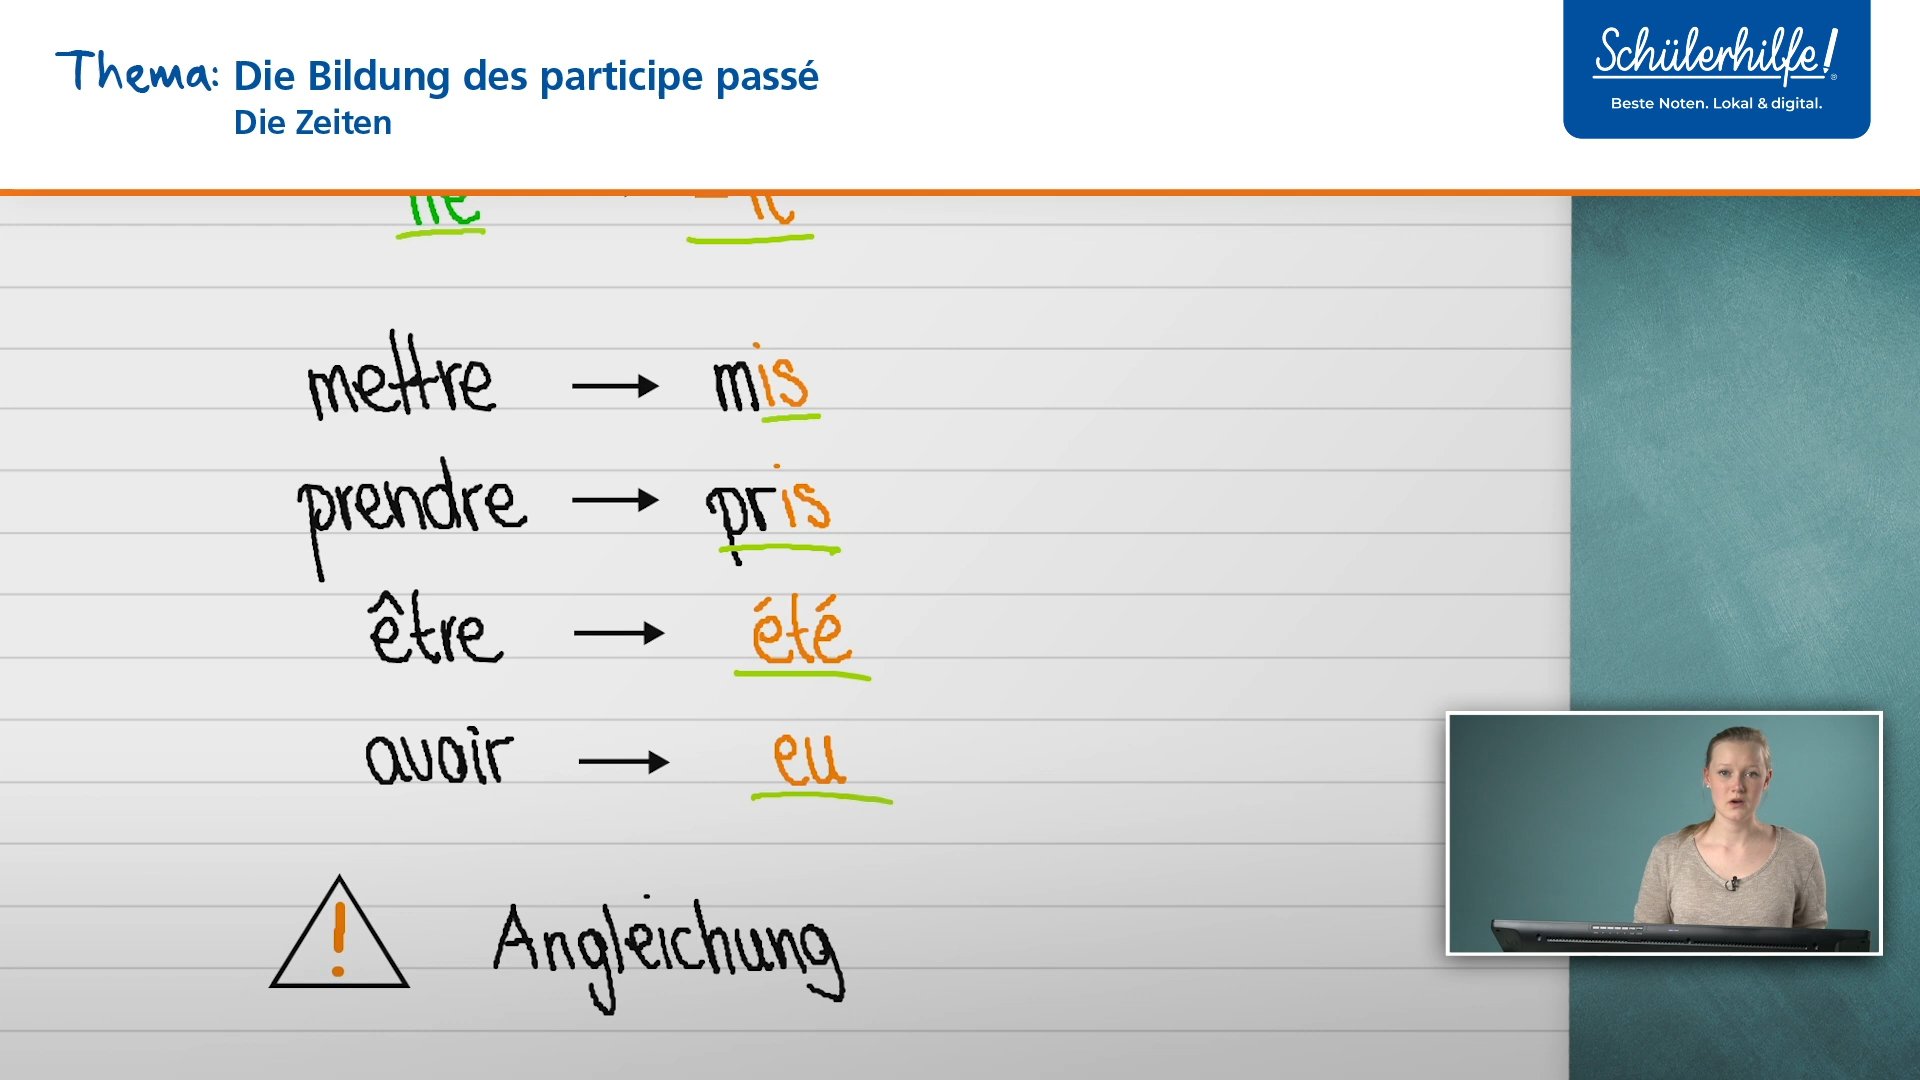 Thema: Die Bildung des participe passé
Die Zeiten
Schülerhilfe!
Beste Noten. Lokal & digital.
mettre → mis
prendre → pris
être → été
avoir → eu
! Angleichung